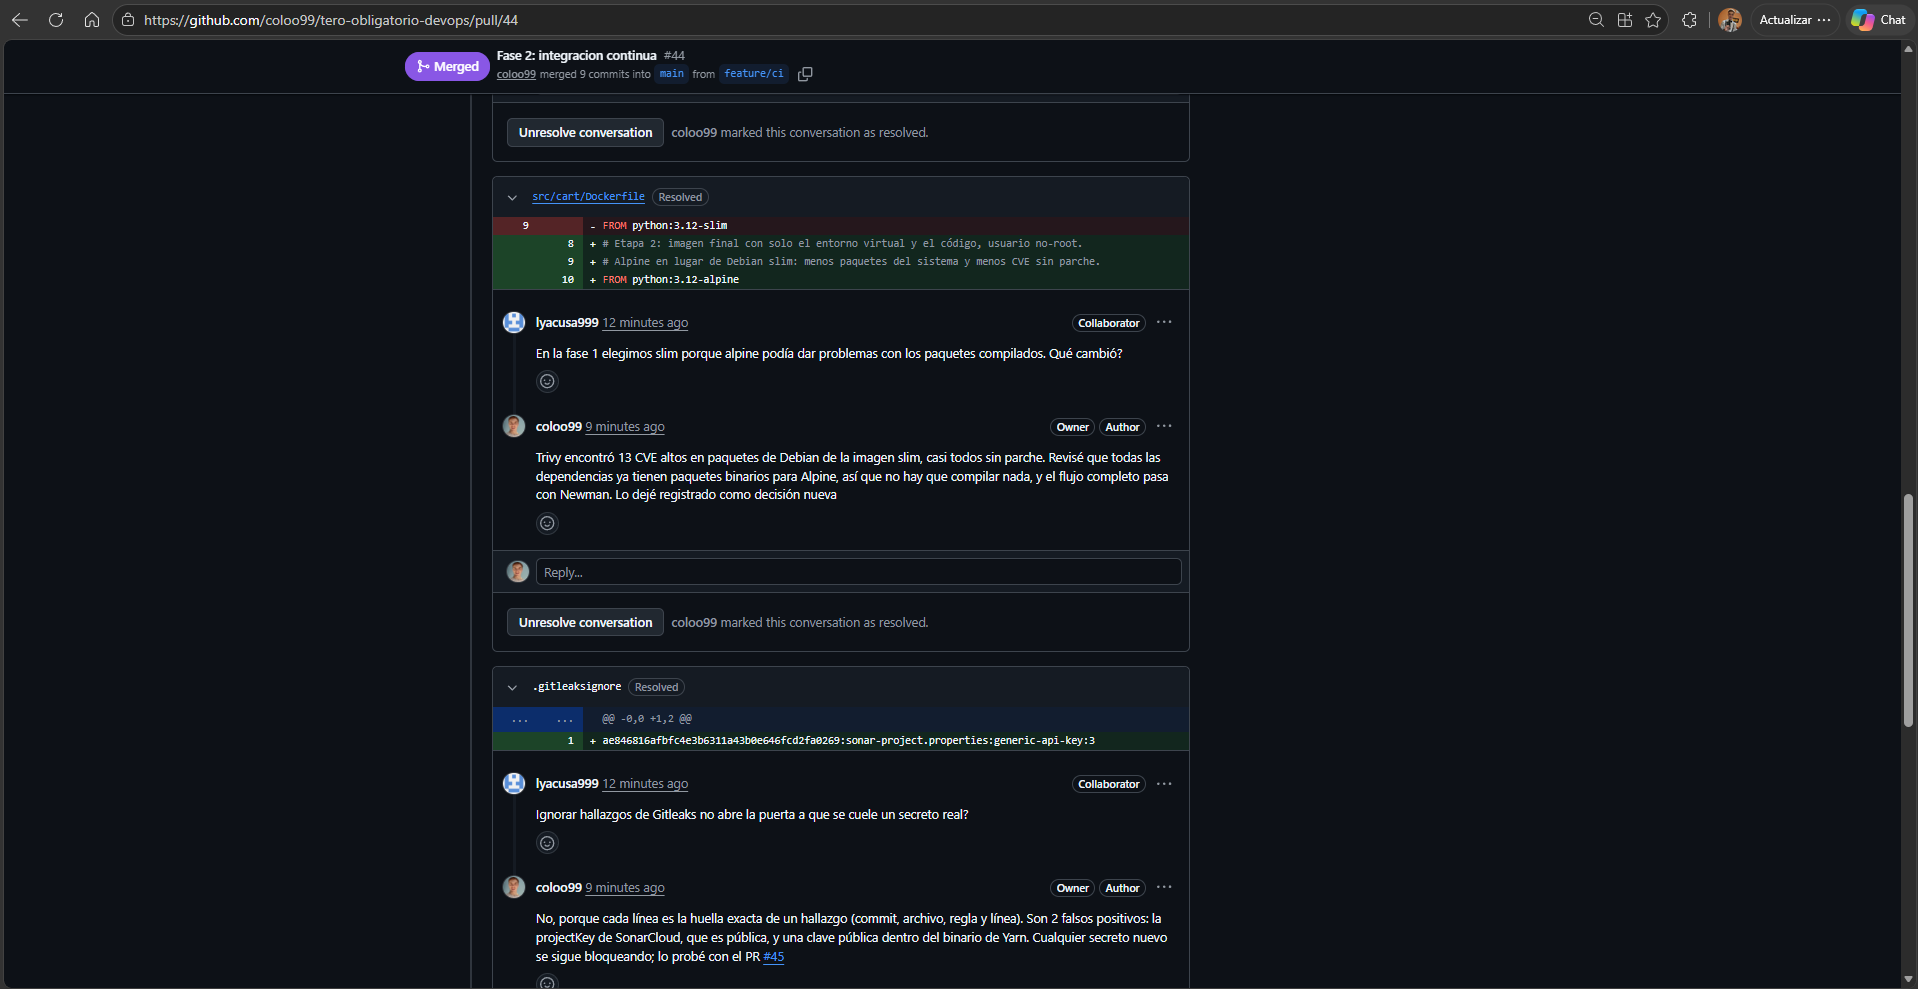 https://github.com/coloo99/tero-obligatorio-devops/pull/44
Actualizar ···
Chat
Merged
Fase 2: integracion continua #44
coloo99 merged 9 commits into main from feature/ci
Unresolve conversation coloo99 marked this conversation as resolved.
src/cart/Dockerfile Resolved
9 - FROM python:3.12-slim
8 + # Etapa 2: imagen final con solo el entorno virtual y el código, usuario no-root.
9 + # Alpine en lugar de Debian slim: menos paquetes del sistema y menos CVE sin parche.
10 + FROM python:3.12-alpine
lyacusa999 12 minutes ago Collaborator ···
En la fase 1 elegimos slim porque alpine podía dar problemas con los paquetes compilados. Qué cambió?
coloo99 9 minutes ago Owner Author ···
Trivy encontró 13 CVE altos en paquetes de Debian de la imagen slim, casi todos sin parche. Revisé que todas las
dependencias ya tienen paquetes binarios para Alpine, así que no hay que compilar nada, y el flujo completo pasa
con Newman. Lo dejé registrado como decisión nueva
Reply...
Unresolve conversation coloo99 marked this conversation as resolved.
.gitleaksignore Resolved
... ... @@ -0,0 +1,2 @@
1 + ae846816afbfc4e3b6311a43b0e646fcd2fa0269:sonar-project.properties:generic-api-key:3
lyacusa999 12 minutes ago Collaborator ···
Ignorar hallazgos de Gitleaks no abre la puerta a que se cuele un secreto real?
coloo99 9 minutes ago Owner Author ···
No, porque cada línea es la huella exacta de un hallazgo (commit, archivo, regla y línea). Son 2 falsos positivos: la
projectKey de SonarCloud, que es pública, y una clave pública dentro del binario de Yarn. Cualquier secreto nuevo
se sigue bloqueando; lo probé con el PR #45